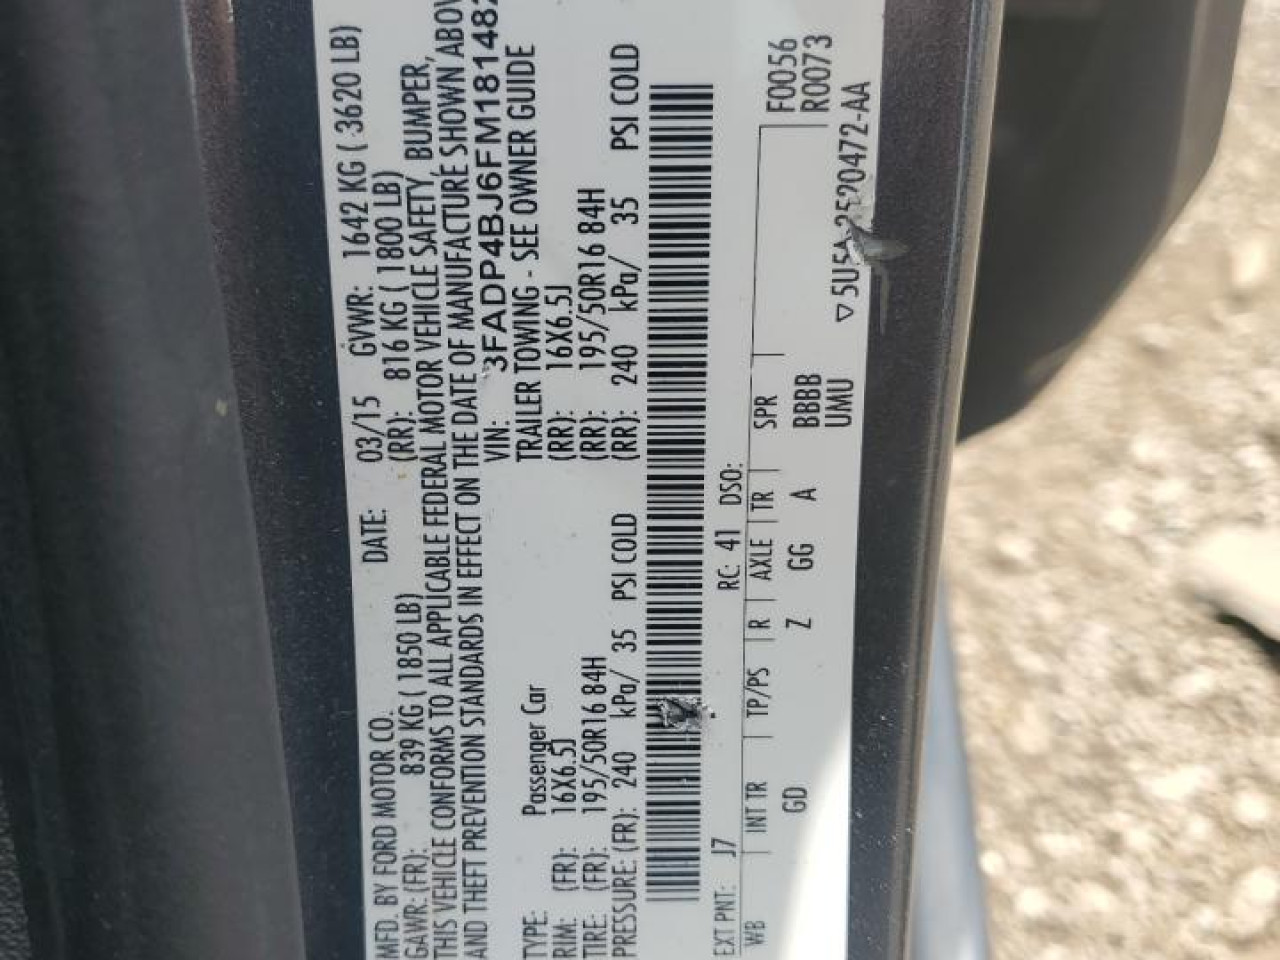 MFD. BY FORD MOTOR CO. DATE: 03/15 GVWR: 1642 KG ( 3620 LB)
GAWR: (FR): 839 KG ( 1850 LB) (RR): 816 KG ( 1800 LB)
THIS VEHICLE CONFORMS TO ALL APPLICABLE FEDERAL MOTOR VEHICLE SAFETY, BUMPER,
AND THEFT PREVENTION STANDARDS IN EFFECT ON THE DATE OF MANUFACTURE SHOWN ABOV
VIN: 3FADP4BJ6FM181482
TYPE: Passenger Car TRAILER TOWING - SEE OWNER GUIDE
RIM: (FR): 16X6.5J (RR): 16X6.5J
TIRE: (FR): 195/50R16 84H (RR): 195/50R16 84H
PRESSURE: (FR): 240 kPa/ 35 PSI COLD (RR): 240 kPa/ 35 PSI COLD
EXT PNT: J7 RC: 41 DSO: F0056
R0073
WB INT TR TP/PS R AXLE TR SPR
GD Z GG A BBBB
UMU ▽5U5A-2520472-AA